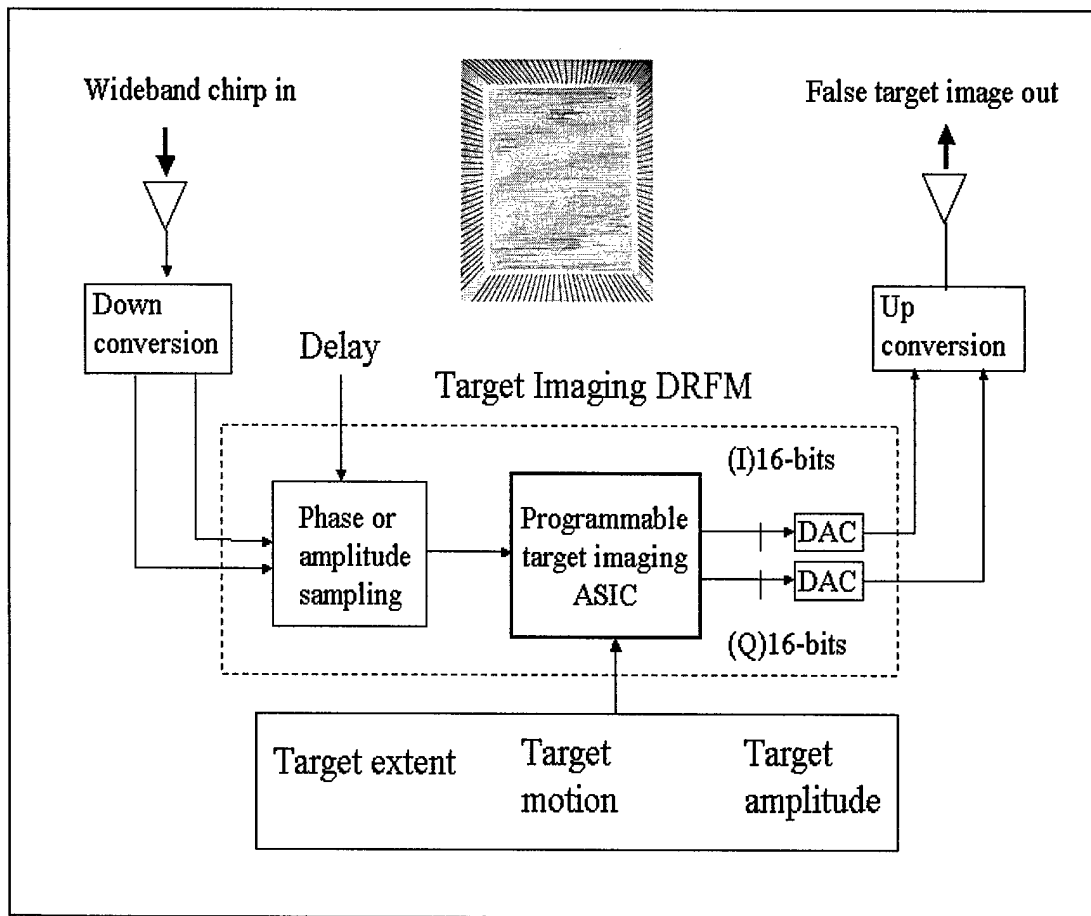 Wideband chirp in
False target image out
Down
conversion
Up
conversion
Delay
Target Imaging DRFM
(I)16-bits
Phase or
amplitude
sampling
Programmable
target imaging
ASIC
DAC
DAC
(Q)16-bits
Target extent
Target
motion
Target
amplitude